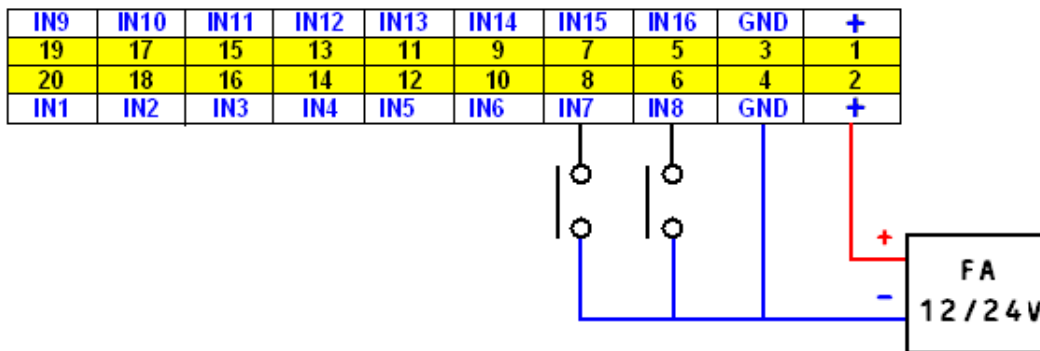 IN9 IN10 IN11 IN12 IN13 IN14 IN15 IN16 GND +
19 17 15 13 11 9 7 5 3 1
20 18 16 14 12 10 8 6 4 2
IN1 IN2 IN3 IN4 IN5 IN6 IN7 IN8 GND +
+
FA
-
12/24V